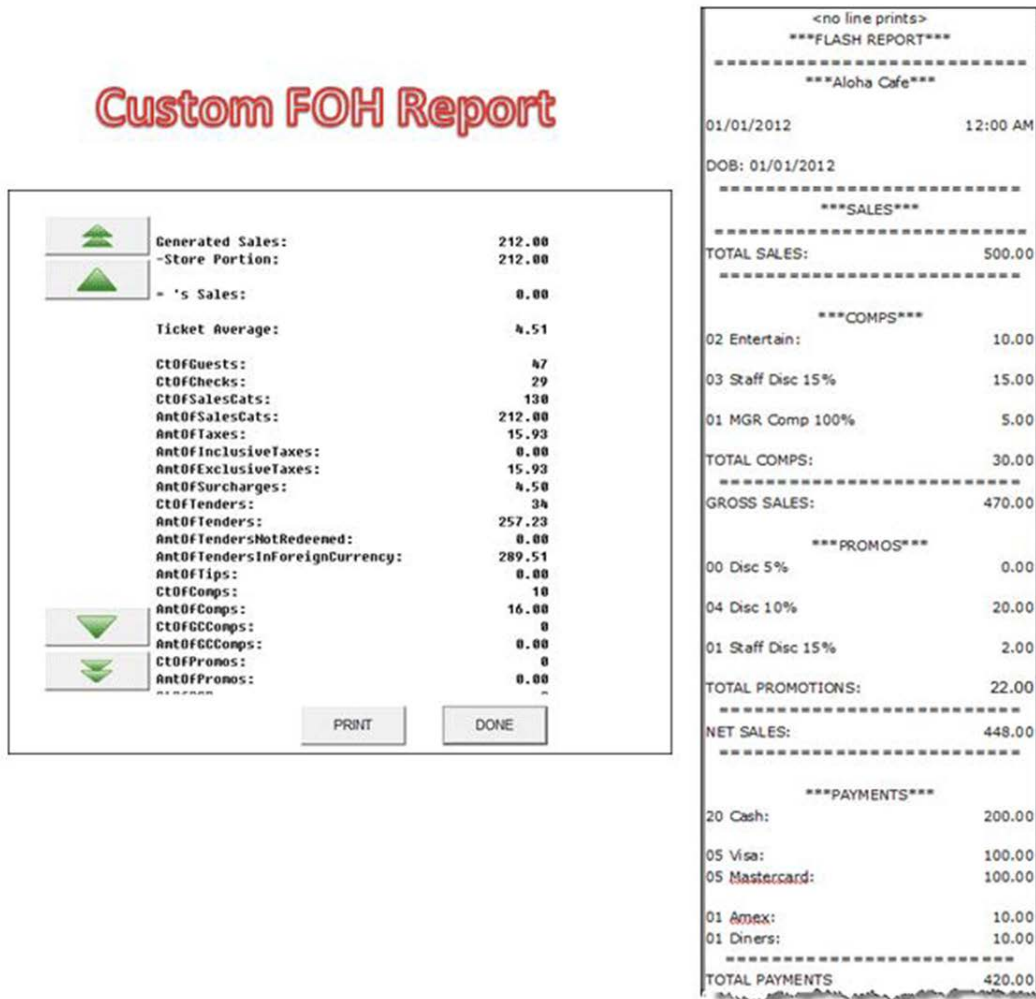 Custom FOH Report
Generated Sales: 212.00
-Store Portion: 212.00
= 's Sales: 0.00
Ticket Average: 4.51
CtOfGuests: 47
CtOfChecks: 29
CtOfSalesCats: 130
AmtOfSalesCats: 212.00
AmtOfTaxes: 15.93
AmtOfInclusiveTaxes: 0.00
AmtOfExclusiveTaxes: 15.93
AmtOfSurcharges: 4.50
CtOfTenders: 34
AmtOfTenders: 257.23
AmtOfTendersNotRedeemed: 0.00
AmtOfTendersInForeignCurrency: 289.51
AmtOfTips: 0.00
CtOfComps: 10
AmtOfComps: 16.00
CtOfGCComps: 0
AmtOfGCComps: 0.00
CtOfPromos: 0
AmtOfPromos: 0.00
PRINT DONE
<no line prints>
***FLASH REPORT***
===========================
***Aloha Cafe***
01/01/2012 12:00 AM
DOB: 01/01/2012
==========================
***SALES***
===========================
TOTAL SALES: 500.00
==========================
***COMPS***
02 Entertain: 10.00
03 Staff Disc 15% 15.00
01 MGR Comp 100% 5.00
TOTAL COMPS: 30.00
==========================
GROSS SALES: 470.00
***PROMOS***
00 Disc 5% 0.00
04 Disc 10% 20.00
01 Staff Disc 15% 2.00
TOTAL PROMOTIONS: 22.00
==========================
NET SALES: 448.00
==========================
***PAYMENTS***
20 Cash: 200.00
05 Visa: 100.00
05 Mastercard: 100.00
01 Amex: 10.00
01 Diners: 10.00
=========================
TOTAL PAYMENTS 420.00